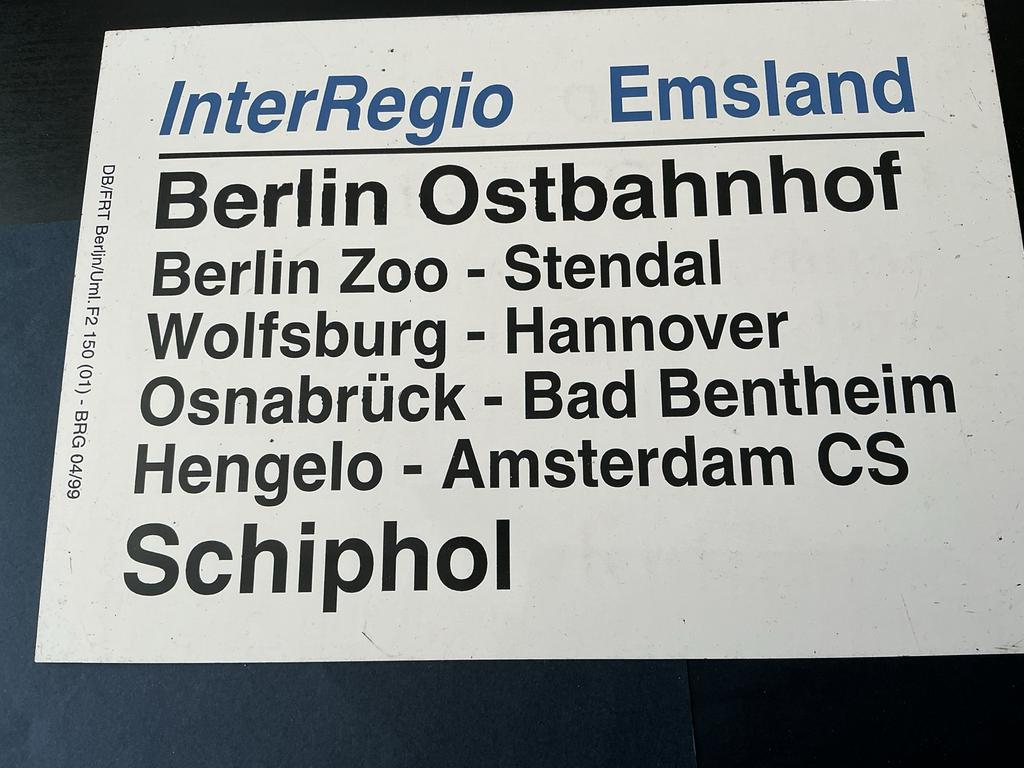 InterRegio Emsland
Berlin Ostbahnhof
Berlin Zoo - Stendal
Wolfsburg - Hannover
Osnabrück - Bad Bentheim
Hengelo - Amsterdam CS
Schiphol
DB/FRT Berlin/Uml. F2 150 (01) - BRG 04/99